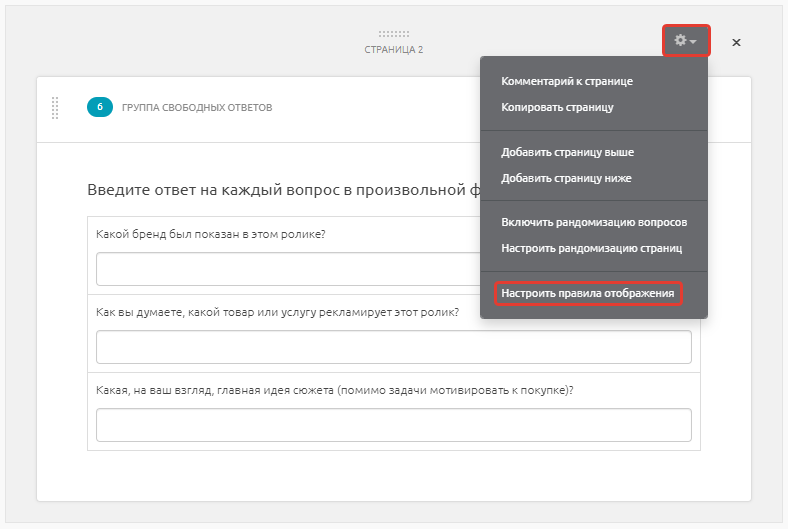 СТРАНИЦА 2
Комментарий к странице
Копировать страницу
Добавить страницу выше
Добавить страницу ниже
Включить рандомизацию вопросов
Настроить рандомизацию страниц
Настроить правила отображения
6 ГРУППА СВОБОДНЫХ ОТВЕТОВ
Введите ответ на каждый вопрос в произвольной
Какой бренд был показан в этом ролике?
Как вы думаете, какой товар или услугу рекламирует этот ролик?
Какая, на ваш взгляд, главная идея сюжета (помимо задачи мотивировать к покупке)?